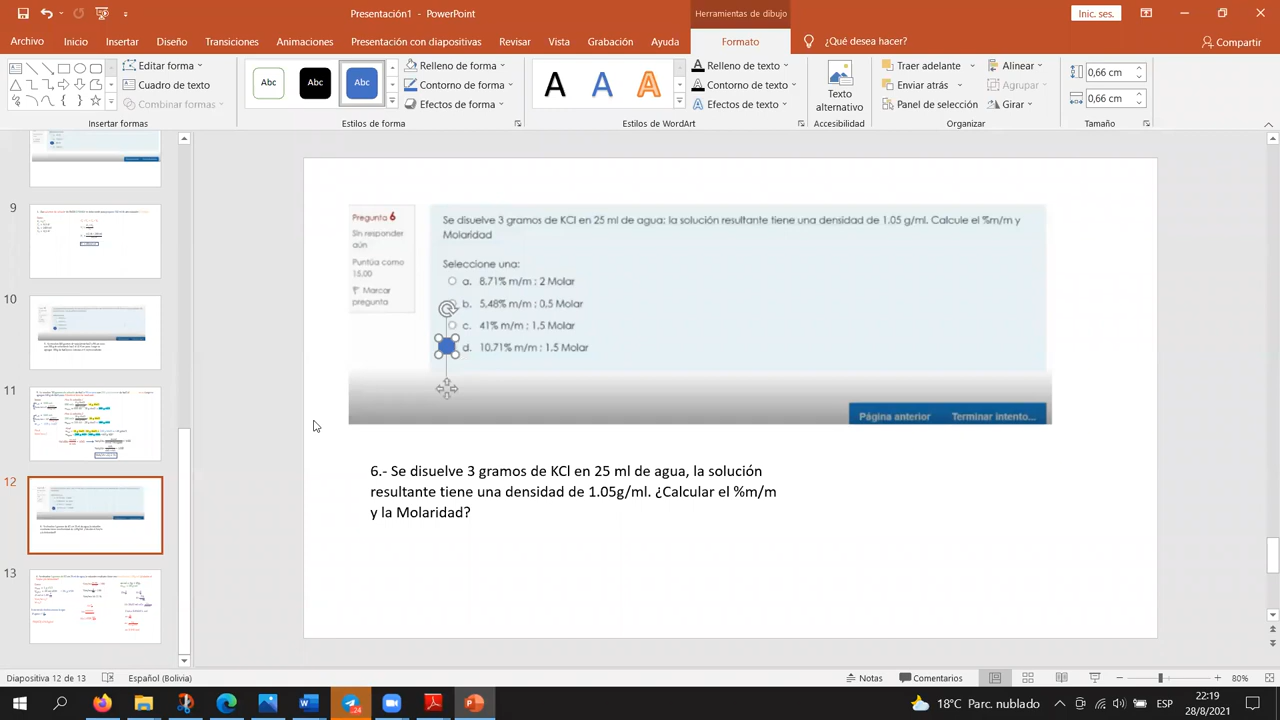 Presentación1 - PowerPoint
Herramientas de dibujo
Inic. ses.
Archivo
Inicio
Insertar
Diseño
Transiciones
Animaciones
Presentación con diapositivas
Revisar
Vista
Grabación
Ayuda
Formato
¿Qué desea hacer?
Compartir
Editar forma
Cuadro de texto
Combinar formas
Insertar formas
Abc
Abc
Abc
Relleno de forma
Contorno de forma
Efectos de forma
Estilos de forma
A
A
A
Relleno de texto
Contorno de texto
Efectos de texto
Estilos de WordArt
Texto
alternativo
Accesibilidad
Traer adelante
Enviar atrás
Panel de selección
Alinear
Agrupar
Girar
Organizar
0,66 cm
0,66 cm
Tamaño
9
10
11
12
13
Pregunta 6
Sin responder
aún
Puntúa como
15,00
Marcar
pregunta
Se disuelve 3 gramos de KCl en 25 ml de agua; la solución resultante tiene una densidad de 1.05 g/ml. Calcule el %m/m y
Molaridad
Seleccione una:
a. 8.71% m/m ; 2 Molar
b. 5,48% m/m ; 0,5 Molar
c. 41% m/m ; 1,5 Molar
d. 10.71% m/m ; 1.5 Molar
Página anterior
Terminar intento...
6.- Se disuelve 3 gramos de KCl en 25 ml de agua, la solución
resultante tiene una densidad de 1.05g/ml. ¿Calcular el %m/m
y la Molaridad?
Diapositiva 12 de 13
Español (Bolivia)
Notas
Comentarios
80%
24
18°C Parc. nublado
ESP
22:19
28/8/2021